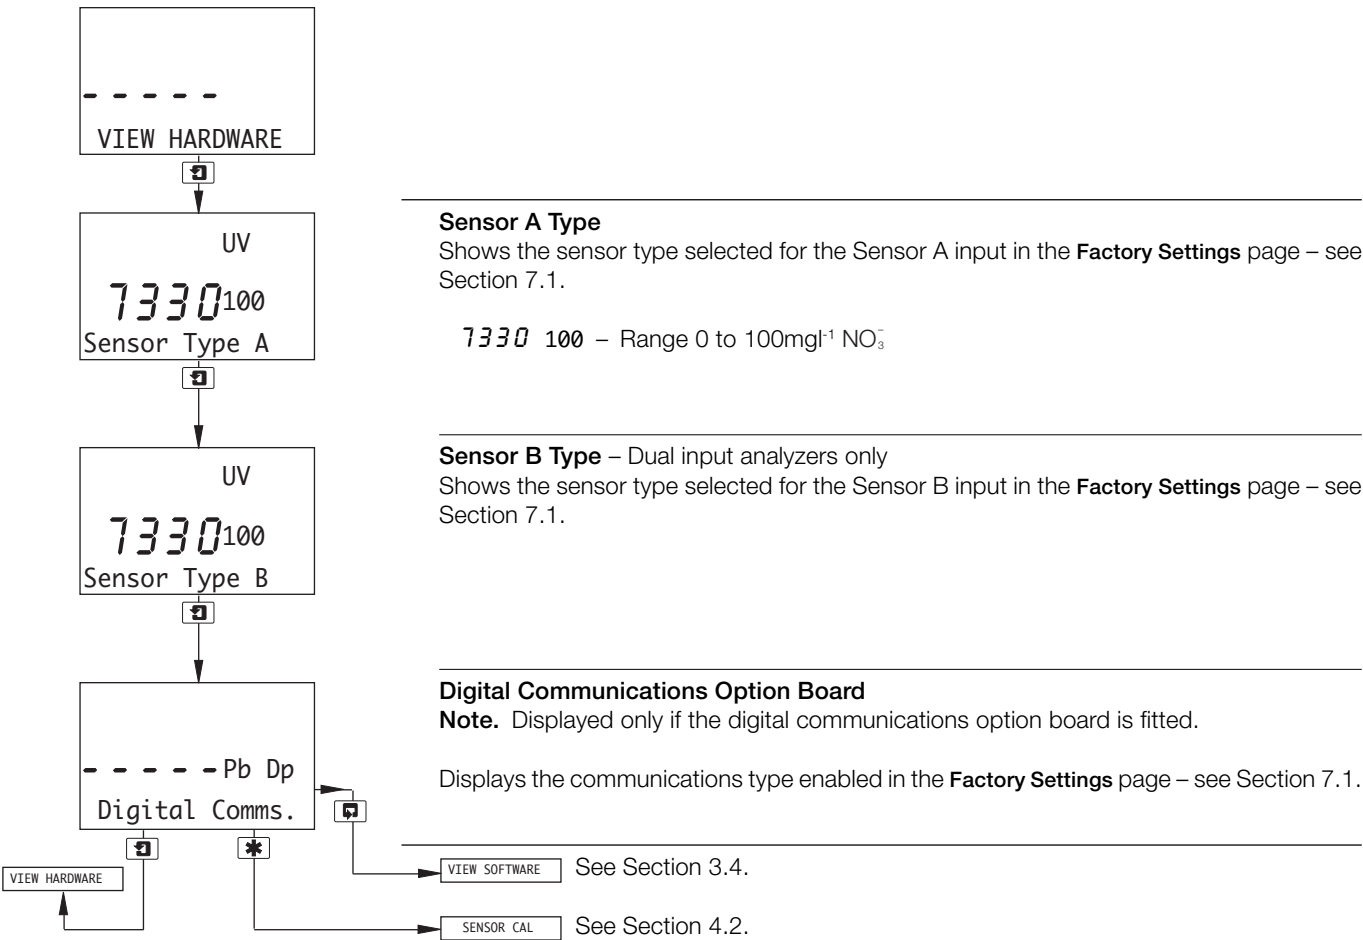 - - - - -
VIEW HARDWARE
UV
7330 100
Sensor Type A
Sensor A Type
Shows the sensor type selected for the Sensor A input in the Factory Settings page – see
Section 7.1.
7330 100 – Range 0 to 100mgl⁻¹ NO₃⁻
UV
7330 100
Sensor Type B
Sensor B Type – Dual input analyzers only
Shows the sensor type selected for the Sensor B input in the Factory Settings page – see
Section 7.1.
- - - - - Pb Dp
Digital Comms.
Digital Communications Option Board
Note. Displayed only if the digital communications option board is fitted.
Displays the communications type enabled in the Factory Settings page – see Section 7.1.
VIEW HARDWARE
VIEW SOFTWARE See Section 3.4.
SENSOR CAL See Section 4.2.